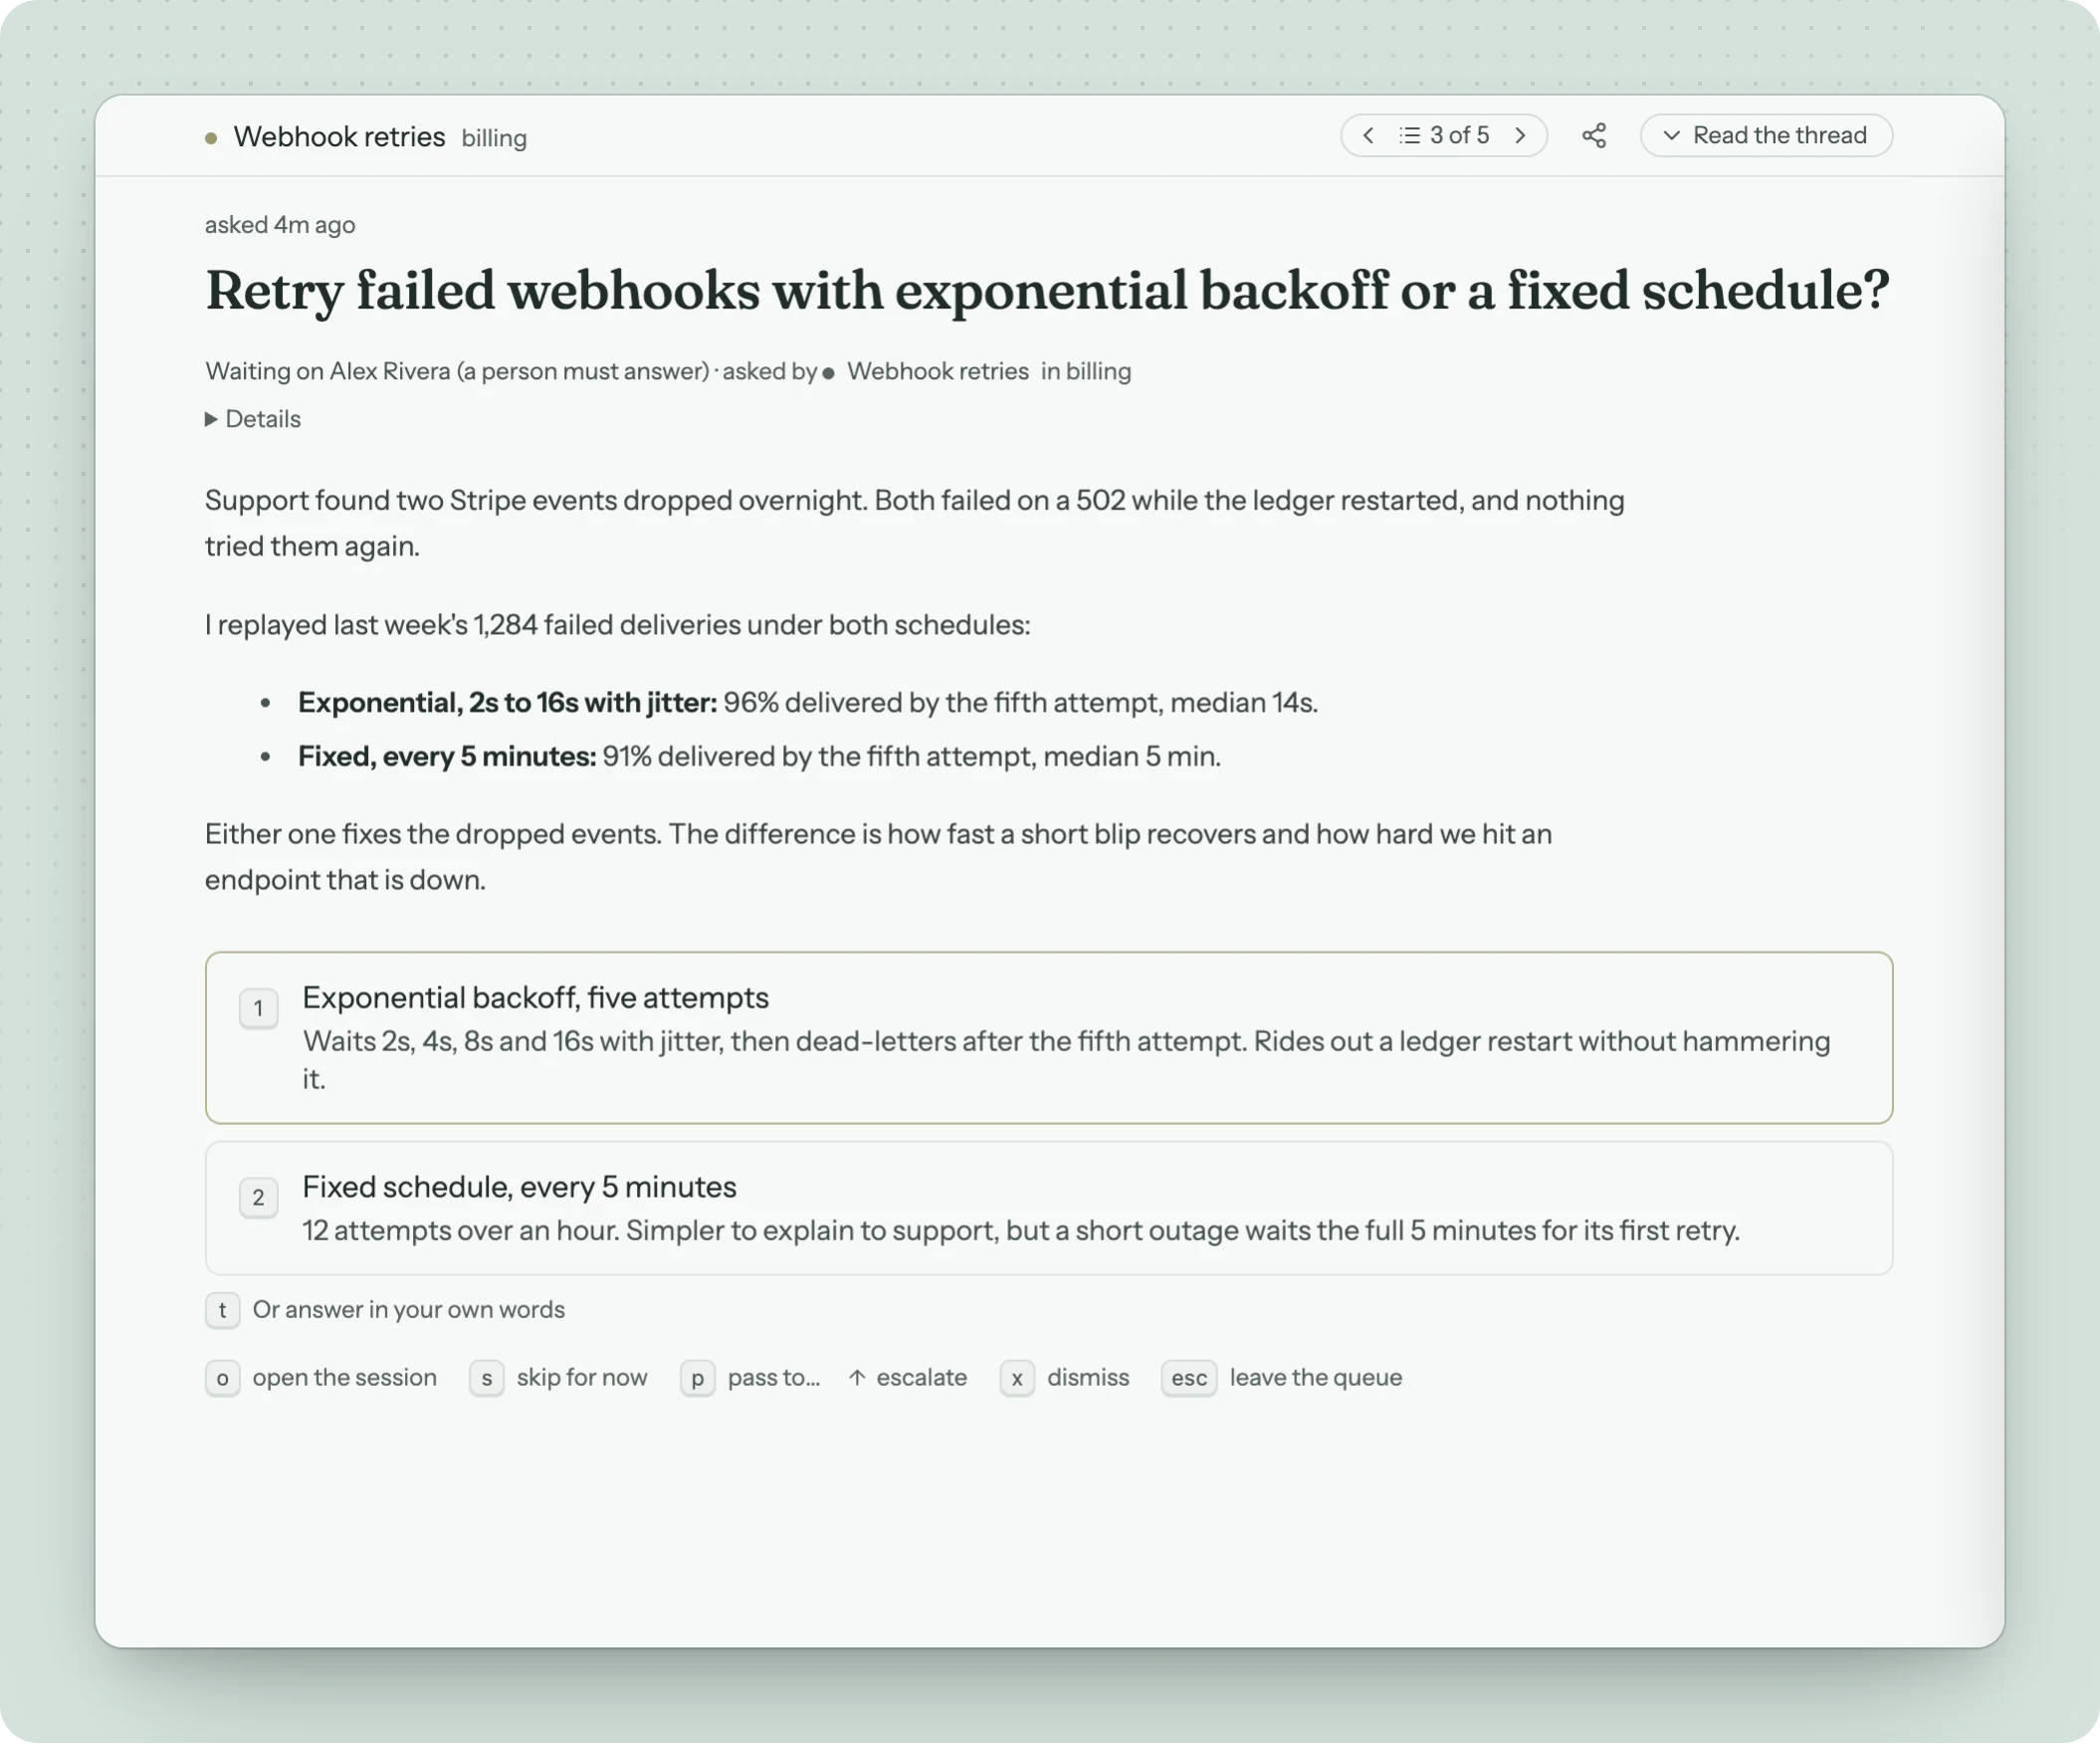 Webhook retries billing
3 of 5
Read the thread
asked 4m ago
Retry failed webhooks with exponential backoff or a fixed schedule?
Waiting on Alex Rivera (a person must answer) · asked by ● Webhook retries in billing
▶ Details
Support found two Stripe events dropped overnight. Both failed on a 502 while the ledger restarted, and nothing
tried them again.
I replayed last week's 1,284 failed deliveries under both schedules:
• Exponential, 2s to 16s with jitter: 96% delivered by the fifth attempt, median 14s.
• Fixed, every 5 minutes: 91% delivered by the fifth attempt, median 5 min.
Either one fixes the dropped events. The difference is how fast a short blip recovers and how hard we hit an
endpoint that is down.
1 Exponential backoff, five attempts
Waits 2s, 4s, 8s and 16s with jitter, then dead-letters after the fifth attempt. Rides out a ledger restart without hammering
it.
2 Fixed schedule, every 5 minutes
12 attempts over an hour. Simpler to explain to support, but a short outage waits the full 5 minutes for its first retry.
t Or answer in your own words
o open the session s skip for now p pass to... ↑ escalate x dismiss esc leave the queue